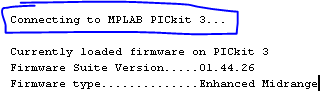 Connecting to MPLAB PICkit 3...
Currently loaded firmware on PICkit 3
Firmware Suite Version.....01.44.26
Firmware type..............Enhanced Midrange